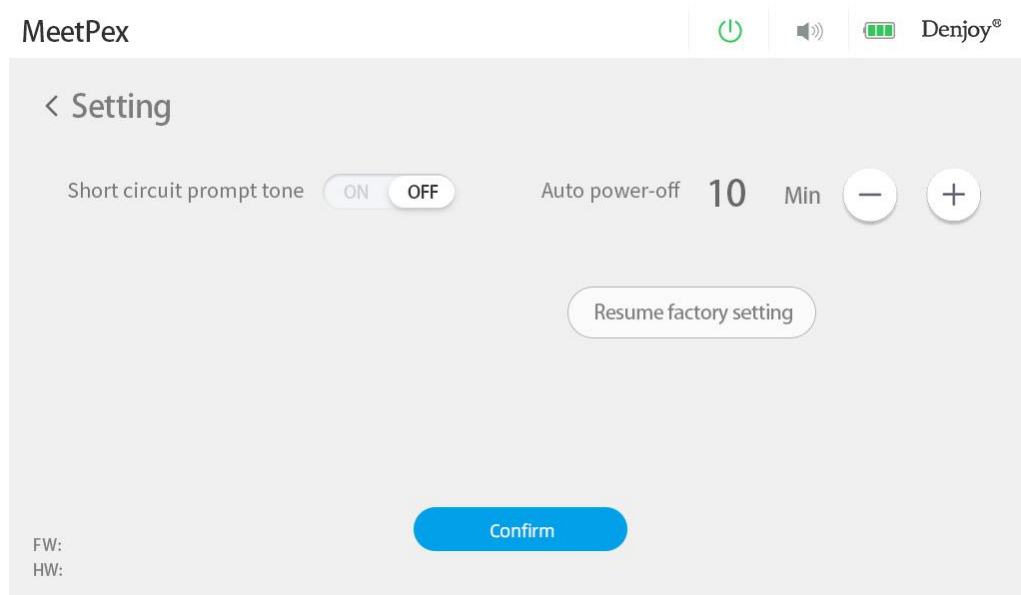 MeetPex
Denjoy®
< Setting
Short circuit prompt tone ON OFF
Auto power-off 10 Min − +
Resume factory setting
Confirm
FW:
HW: